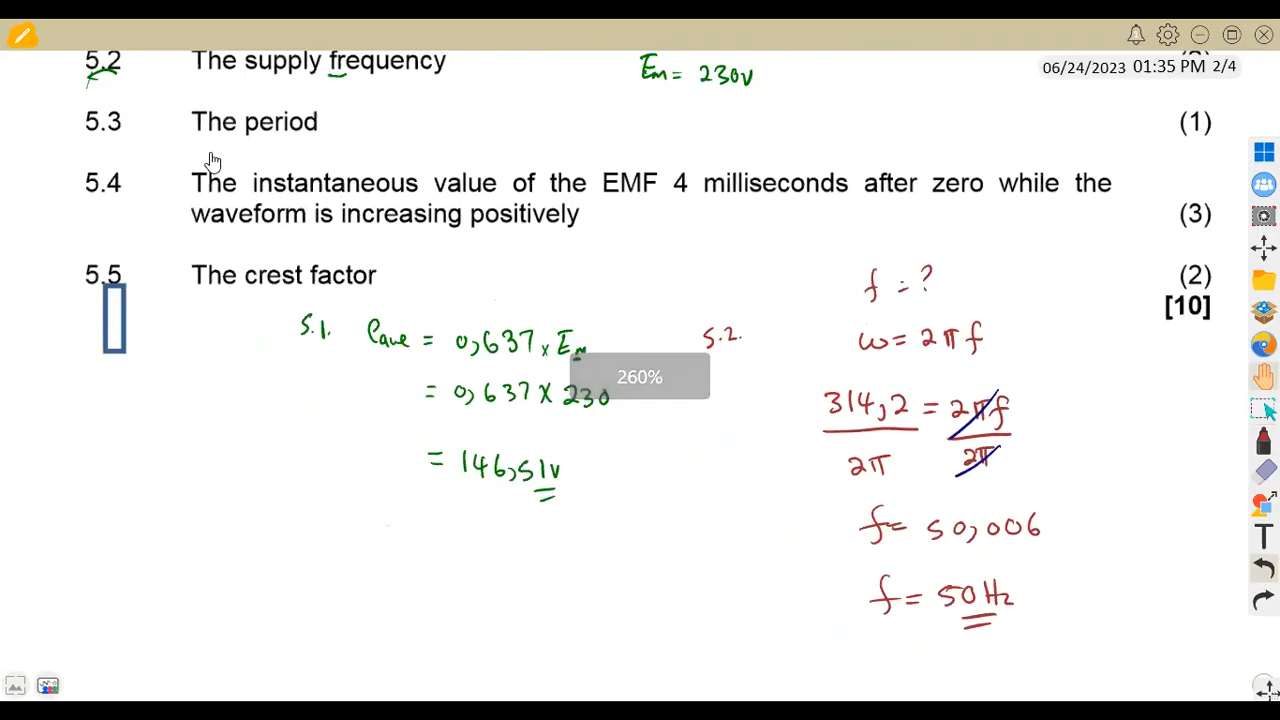 06/24/2023 01:35 PM 2/4
5.2 The supply frequency
Em = 230v
5.3 The period (1)
5.4 The instantaneous value of the EMF 4 milliseconds after zero while the
waveform is increasing positively (3)
5.5 The crest factor (2)
[10]
5.1. eave = 0,637 x Em
= 0,637 x 230
= 146,51v
260%
5.2.
f = ?
ω = 2πf
314,2 = 2πf
2π 2π
f = 50,006
f = 50Hz
T